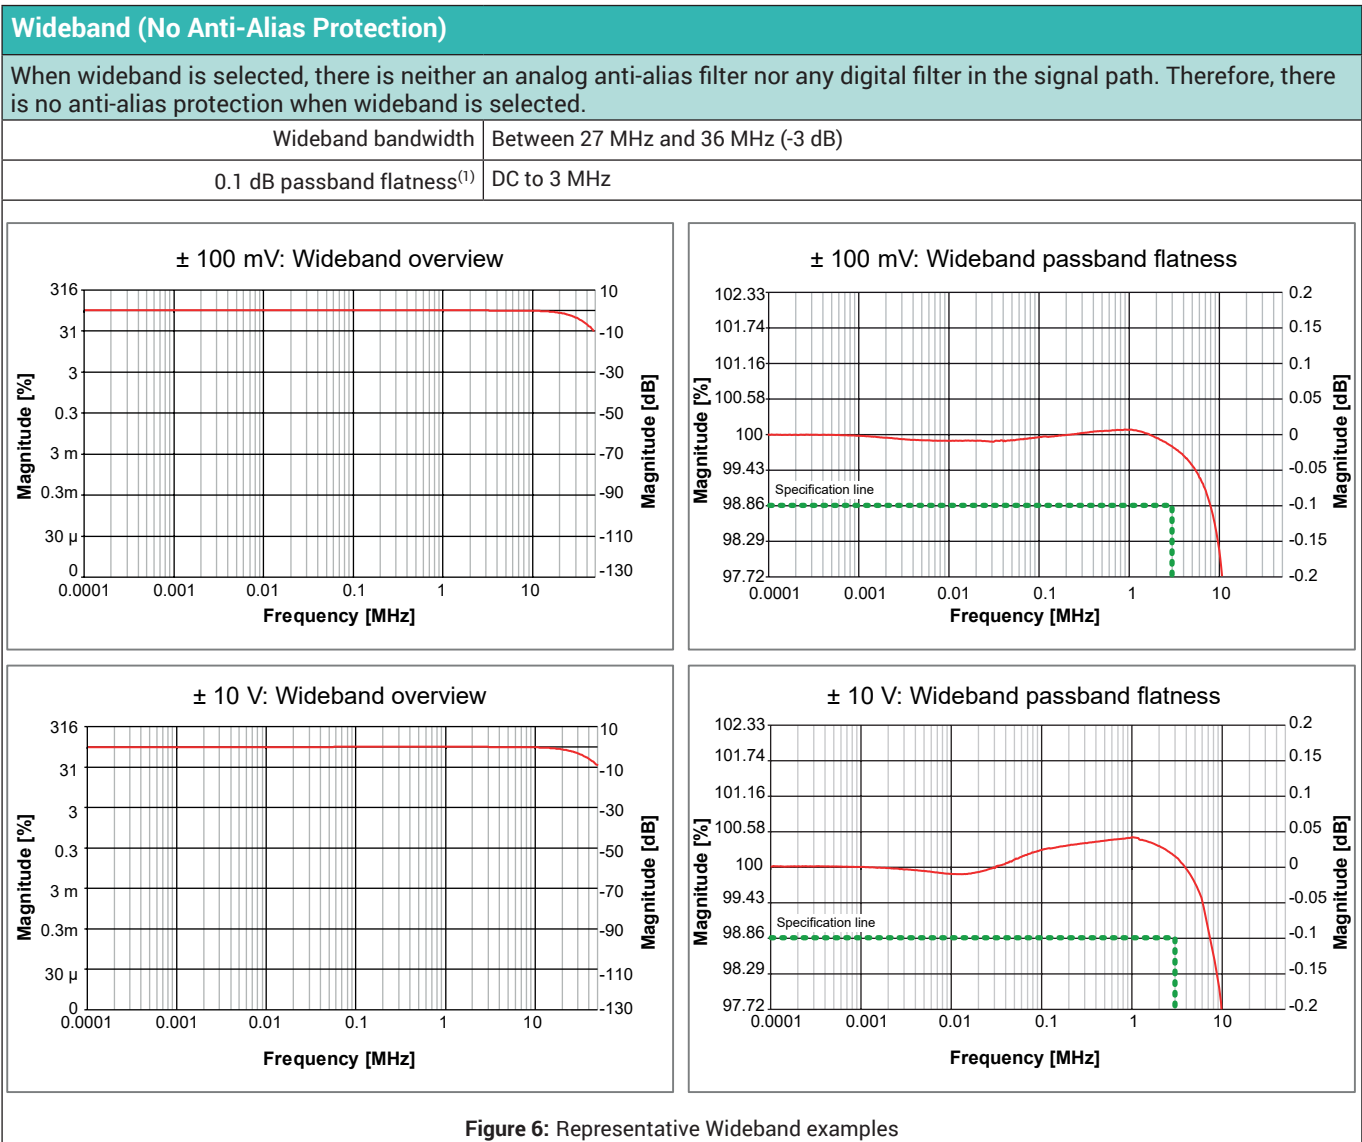 Wideband (No Anti-Alias Protection)
When wideband is selected, there is neither an analog anti-alias filter nor any digital filter in the signal path. Therefore, there
is no anti-alias protection when wideband is selected.
Wideband bandwidth Between 27 MHz and 36 MHz (-3 dB)
0.1 dB passband flatness(1) DC to 3 MHz
± 100 mV: Wideband overview
316
31
3
0.3
3 m
0.3m
30 µ
0
Magnitude [%]
10
-10
-30
-50
-70
-90
-110
-130
Magnitude [dB]
0.0001 0.001 0.01 0.1 1 10
Frequency [MHz]
± 100 mV: Wideband passband flatness
102.33
101.74
101.16
100.58
100
99.43
98.86
98.29
97.72
Magnitude [%]
Specification line
0.2
0.15
0.1
0.05
0
-0.05
-0.1
-0.15
-0.2
Magnitude [dB]
0.0001 0.001 0.01 0.1 1 10
Frequency [MHz]
± 10 V: Wideband overview
316
31
3
0.3
3 m
0.3m
30 µ
0
Magnitude [%]
10
-10
-30
-50
-70
-90
-110
-130
Magnitude [dB]
0.0001 0.001 0.01 0.1 1 10
Frequency [MHz]
± 10 V: Wideband passband flatness
102.33
101.74
101.16
100.58
100
99.43
98.86
98.29
97.72
Magnitude [%]
Specification line
0.2
0.15
0.1
0.05
0
-0.05
-0.1
-0.15
-0.2
Magnitude [dB]
0.0001 0.001 0.01 0.1 1 10
Frequency [MHz]
Figure 6: Representative Wideband examples